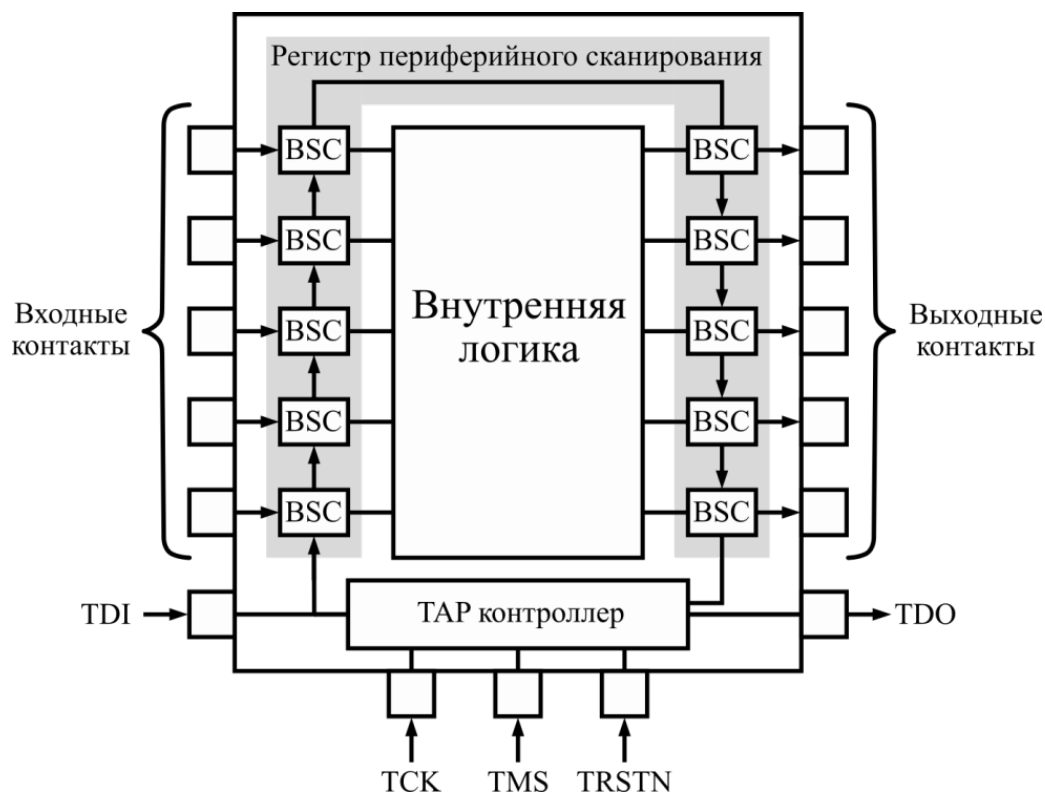 Регистр периферийного сканирования
BSC BSC
BSC BSC
Входные
контакты
BSC
Внутренняя
логика
BSC
Выходные
контакты
BSC BSC
BSC BSC
TDI
TAP контроллер
TDO
TCK TMS TRSTN